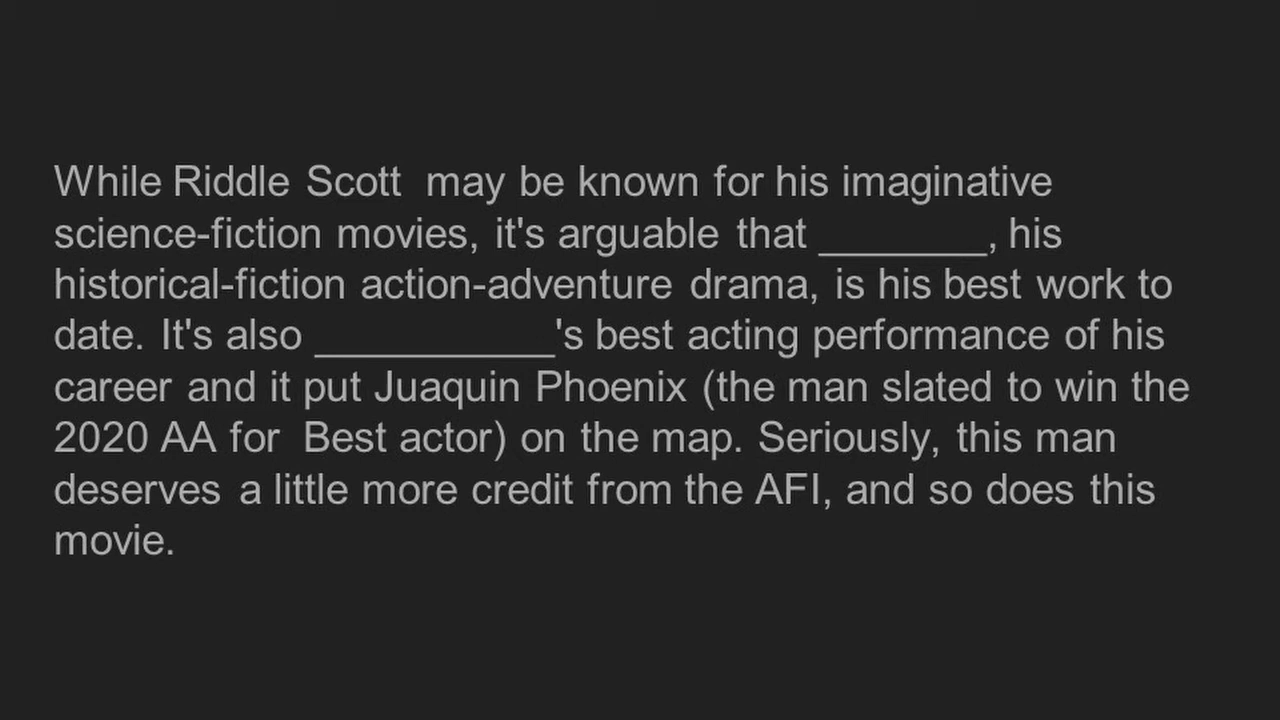 While Riddle Scott  may be known for his imaginative
science-fiction movies, it's arguable that ________, his
historical-fiction action-adventure drama, is his best work to
date. It's also ___________'s best acting performance of his
career and it put Juaquin Phoenix (the man slated to win the
2020 AA for  Best actor) on the map. Seriously, this man
deserves a little more credit from the AFI, and so does this
movie.